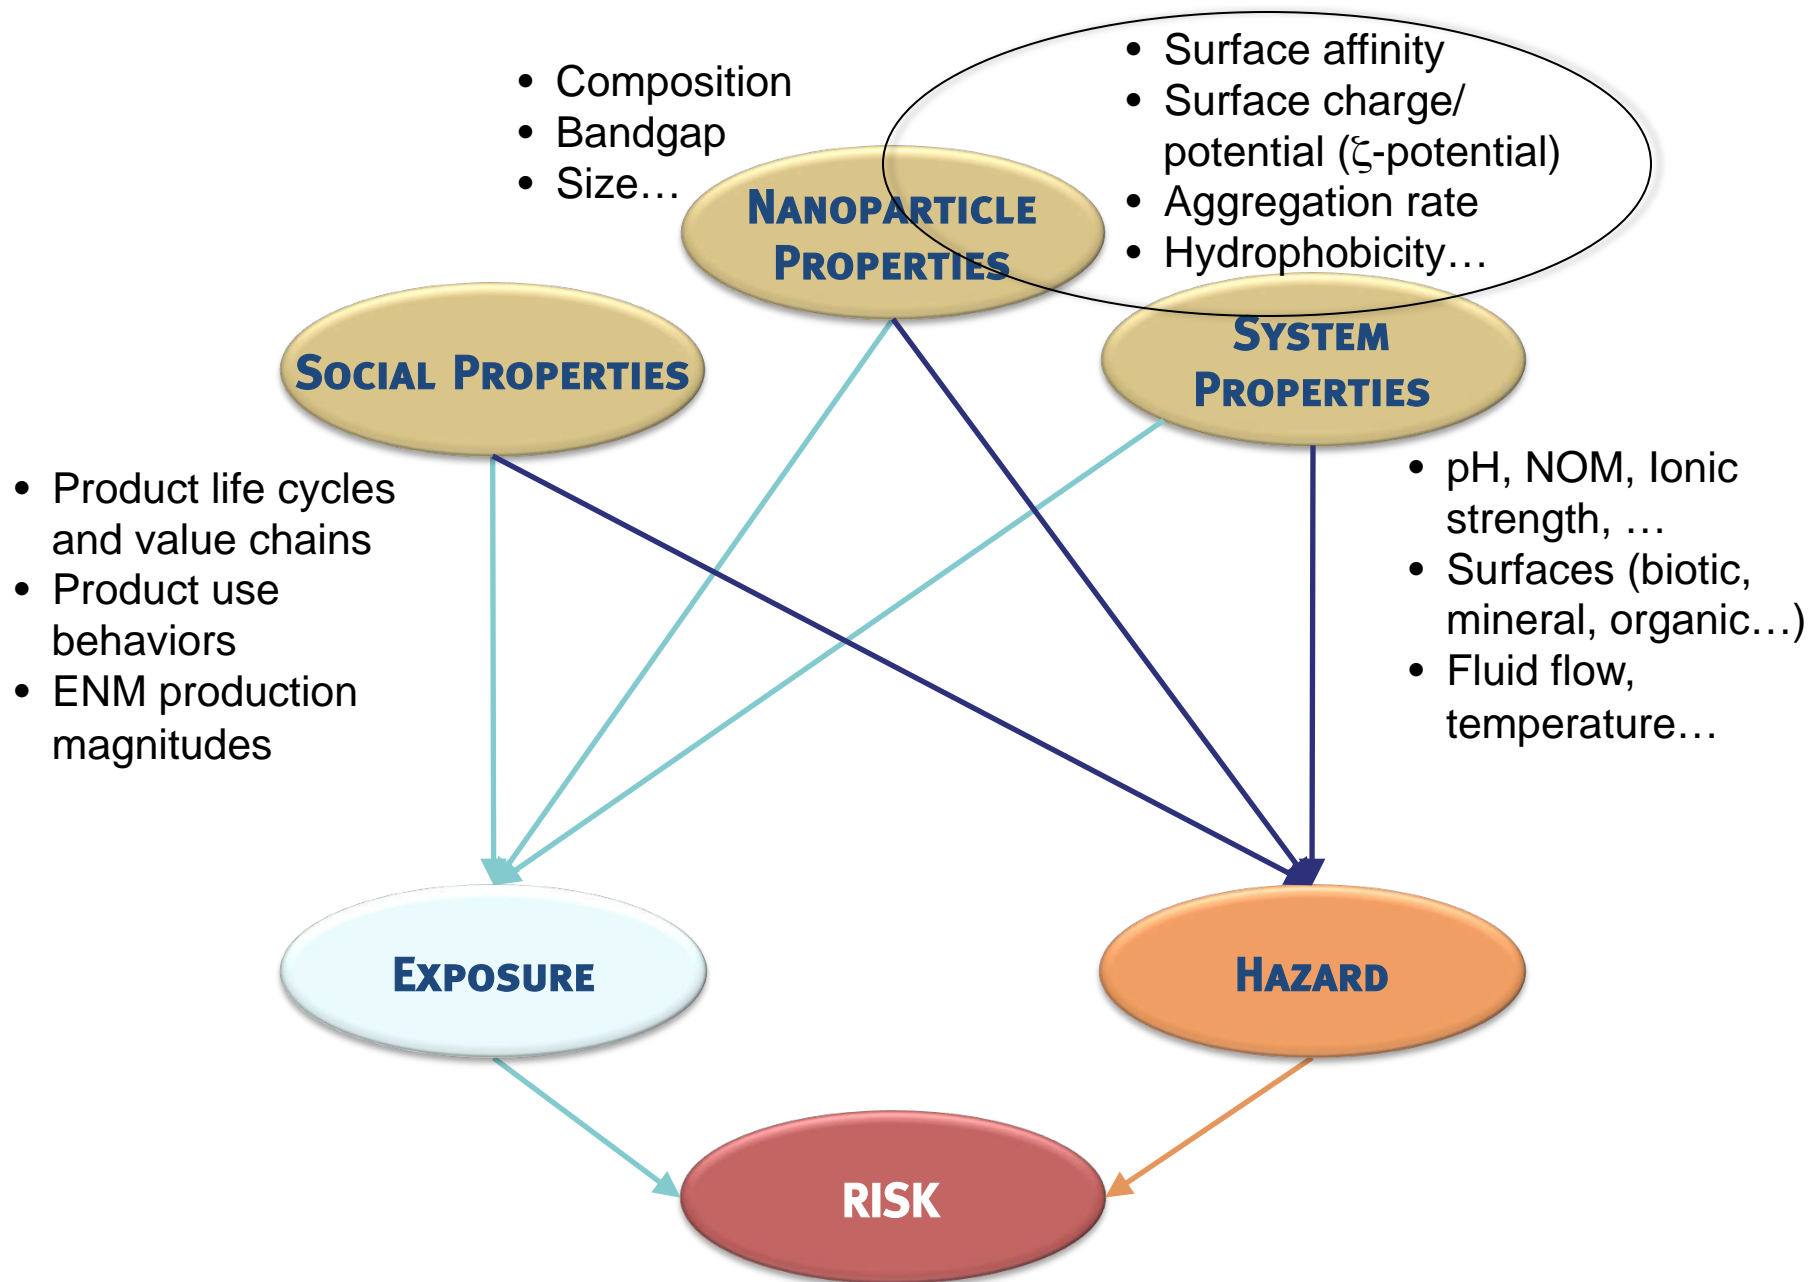 • Composition
• Bandgap
• Size…
• Surface affinity
• Surface charge/
potential (ζ-potential)
• Aggregation rate
• Hydrophobicity…
NANOPARTICLE
PROPERTIES
SOCIAL PROPERTIES
SYSTEM
PROPERTIES
• Product life cycles
and value chains
• Product use
behaviors
• ENM production
magnitudes
• pH, NOM, Ionic
strength, …
• Surfaces (biotic,
mineral, organic…)
• Fluid flow,
temperature…
EXPOSURE
HAZARD
RISK